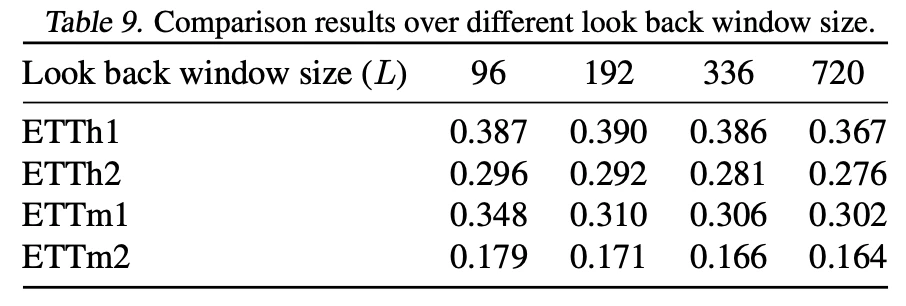 Table 9. Comparison results over different look back window size.
Look back window size (L) 96 192 336 720
ETTh1 0.387 0.390 0.386 0.367
ETTh2 0.296 0.292 0.281 0.276
ETTm1 0.348 0.310 0.306 0.302
ETTm2 0.179 0.171 0.166 0.164